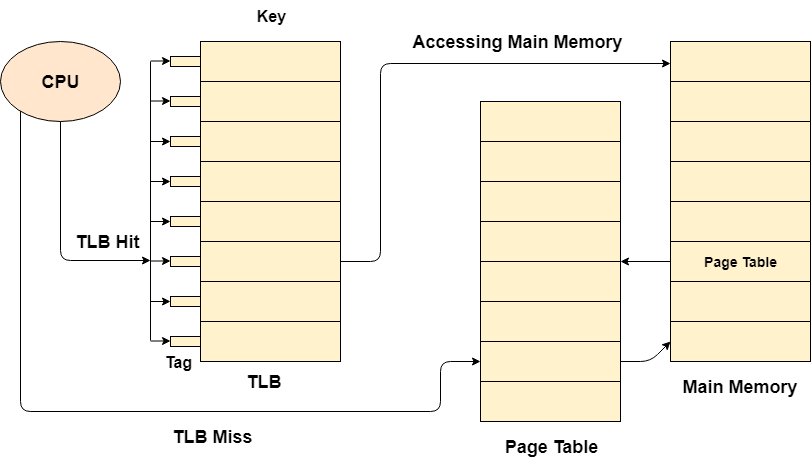 Key
Accessing Main Memory
CPU
TLB Hit
Page Table
Tag
TLB
Main Memory
TLB Miss
Page Table